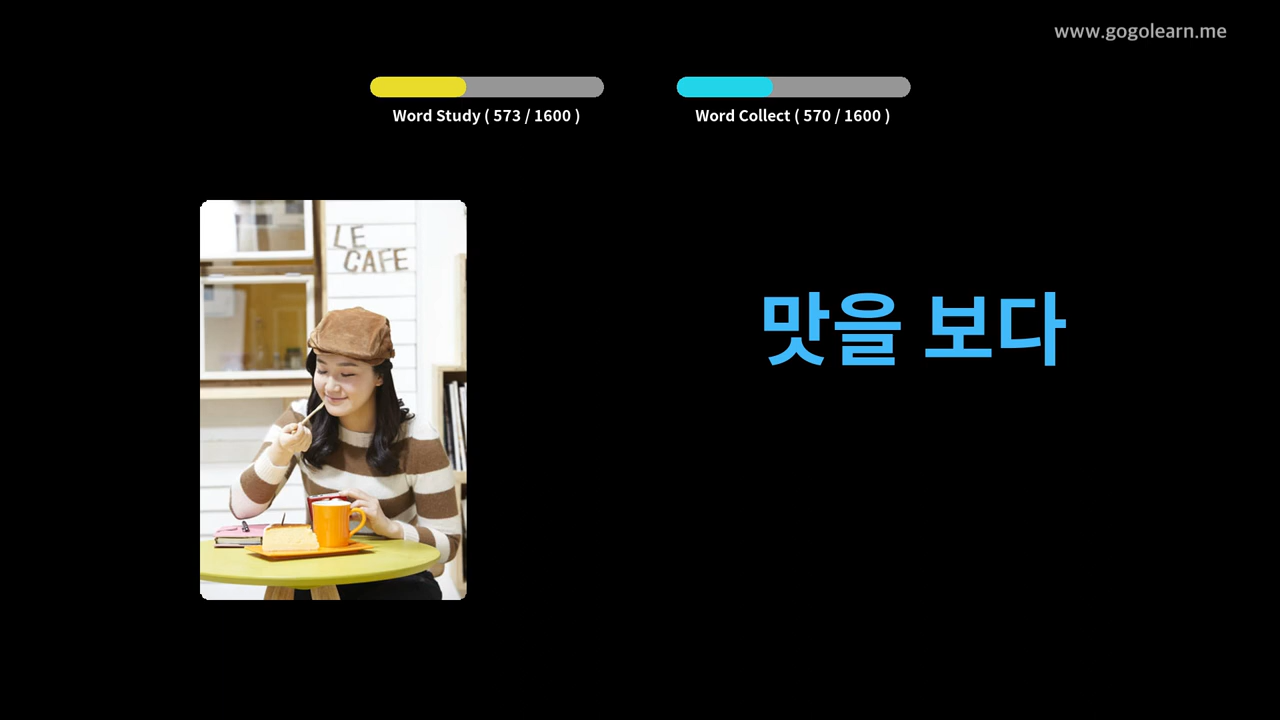 www.gogolearn.me
Word Study ( 573 / 1600 )
Word Collect ( 570 / 1600 )
LE
CAFE
맛을 보다